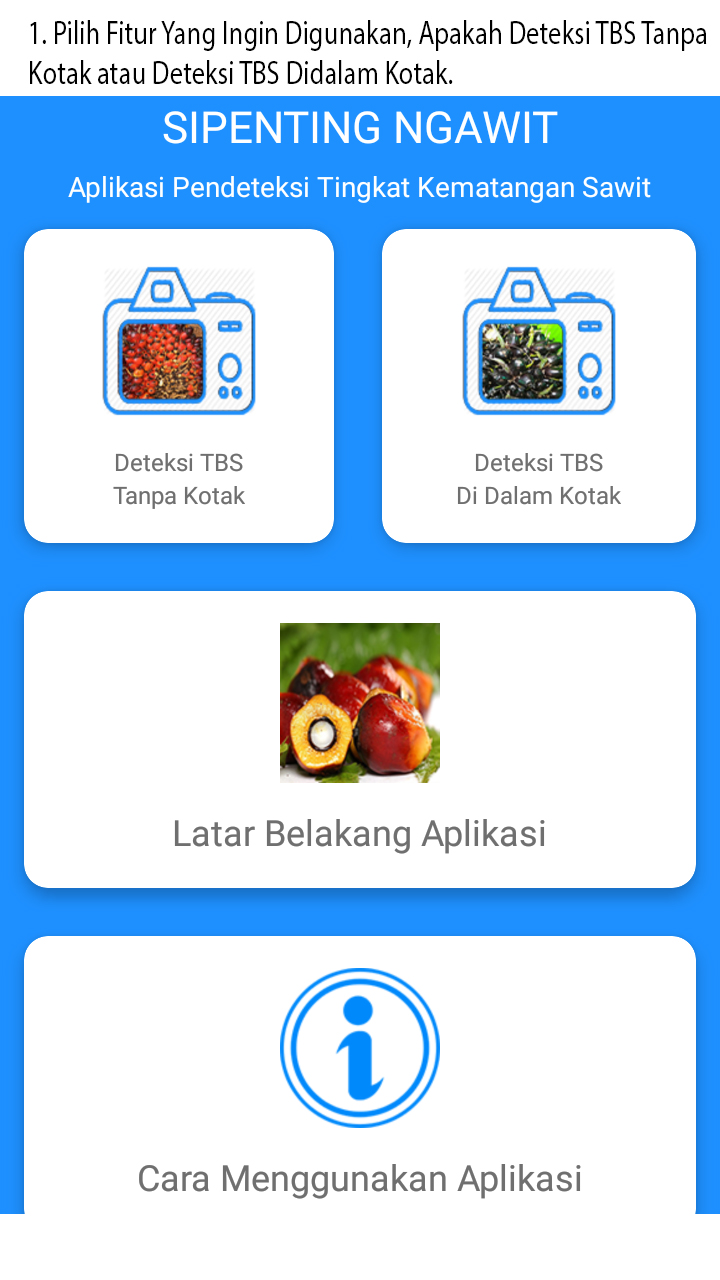 1. Pilih Fitur Yang Ingin Digunakan, Apakah Deteksi TBS Tanpa
Kotak atau Deteksi TBS Didalam Kotak.
SIPENTING NGAWIT
Aplikasi Pendeteksi Tingkat Kematangan Sawit
Deteksi TBS
Tanpa Kotak
Deteksi TBS
Di Dalam Kotak
Latar Belakang Aplikasi
Cara Menggunakan Aplikasi